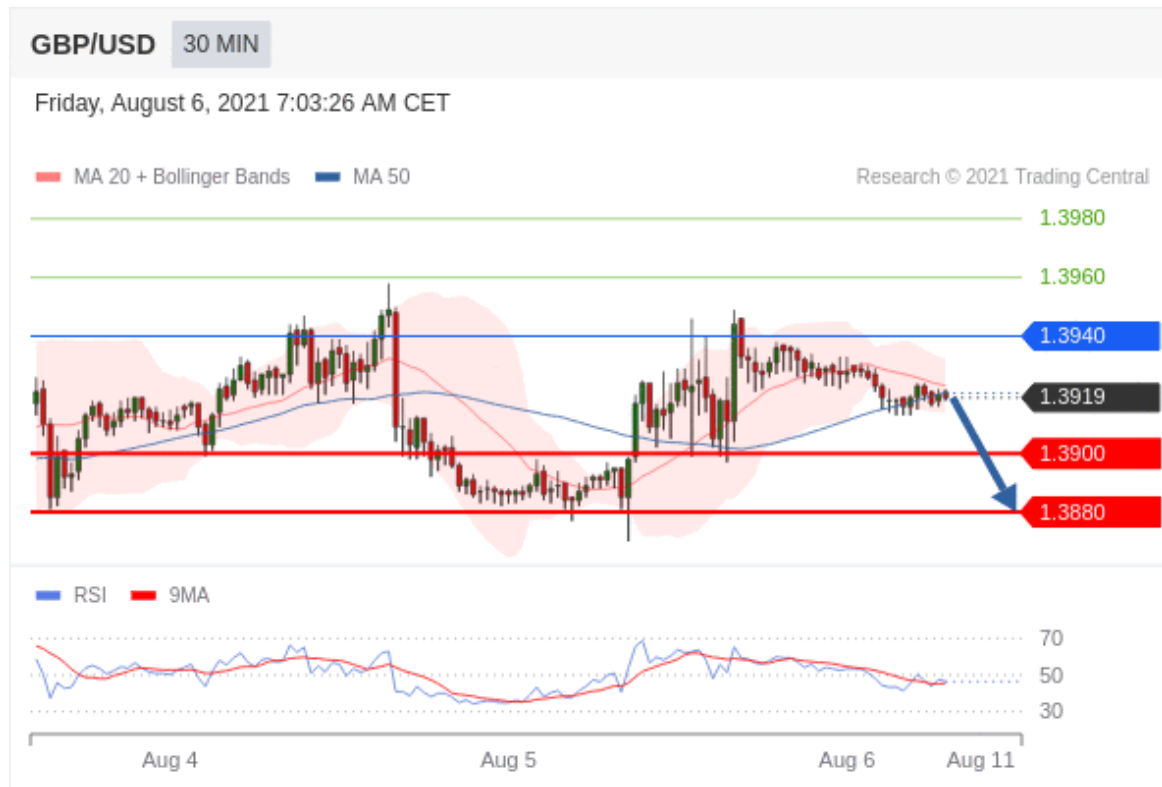 GBP/USD 30 MIN
Friday, August 6, 2021 7:03:26 AM CET
MA 20 + Bollinger Bands MA 50 Research © 2021 Trading Central
1.3980
1.3960
1.3940
1.3919
1.3900
1.3880
RSI 9MA
70
50
30
Aug 4 Aug 5 Aug 6 Aug 11